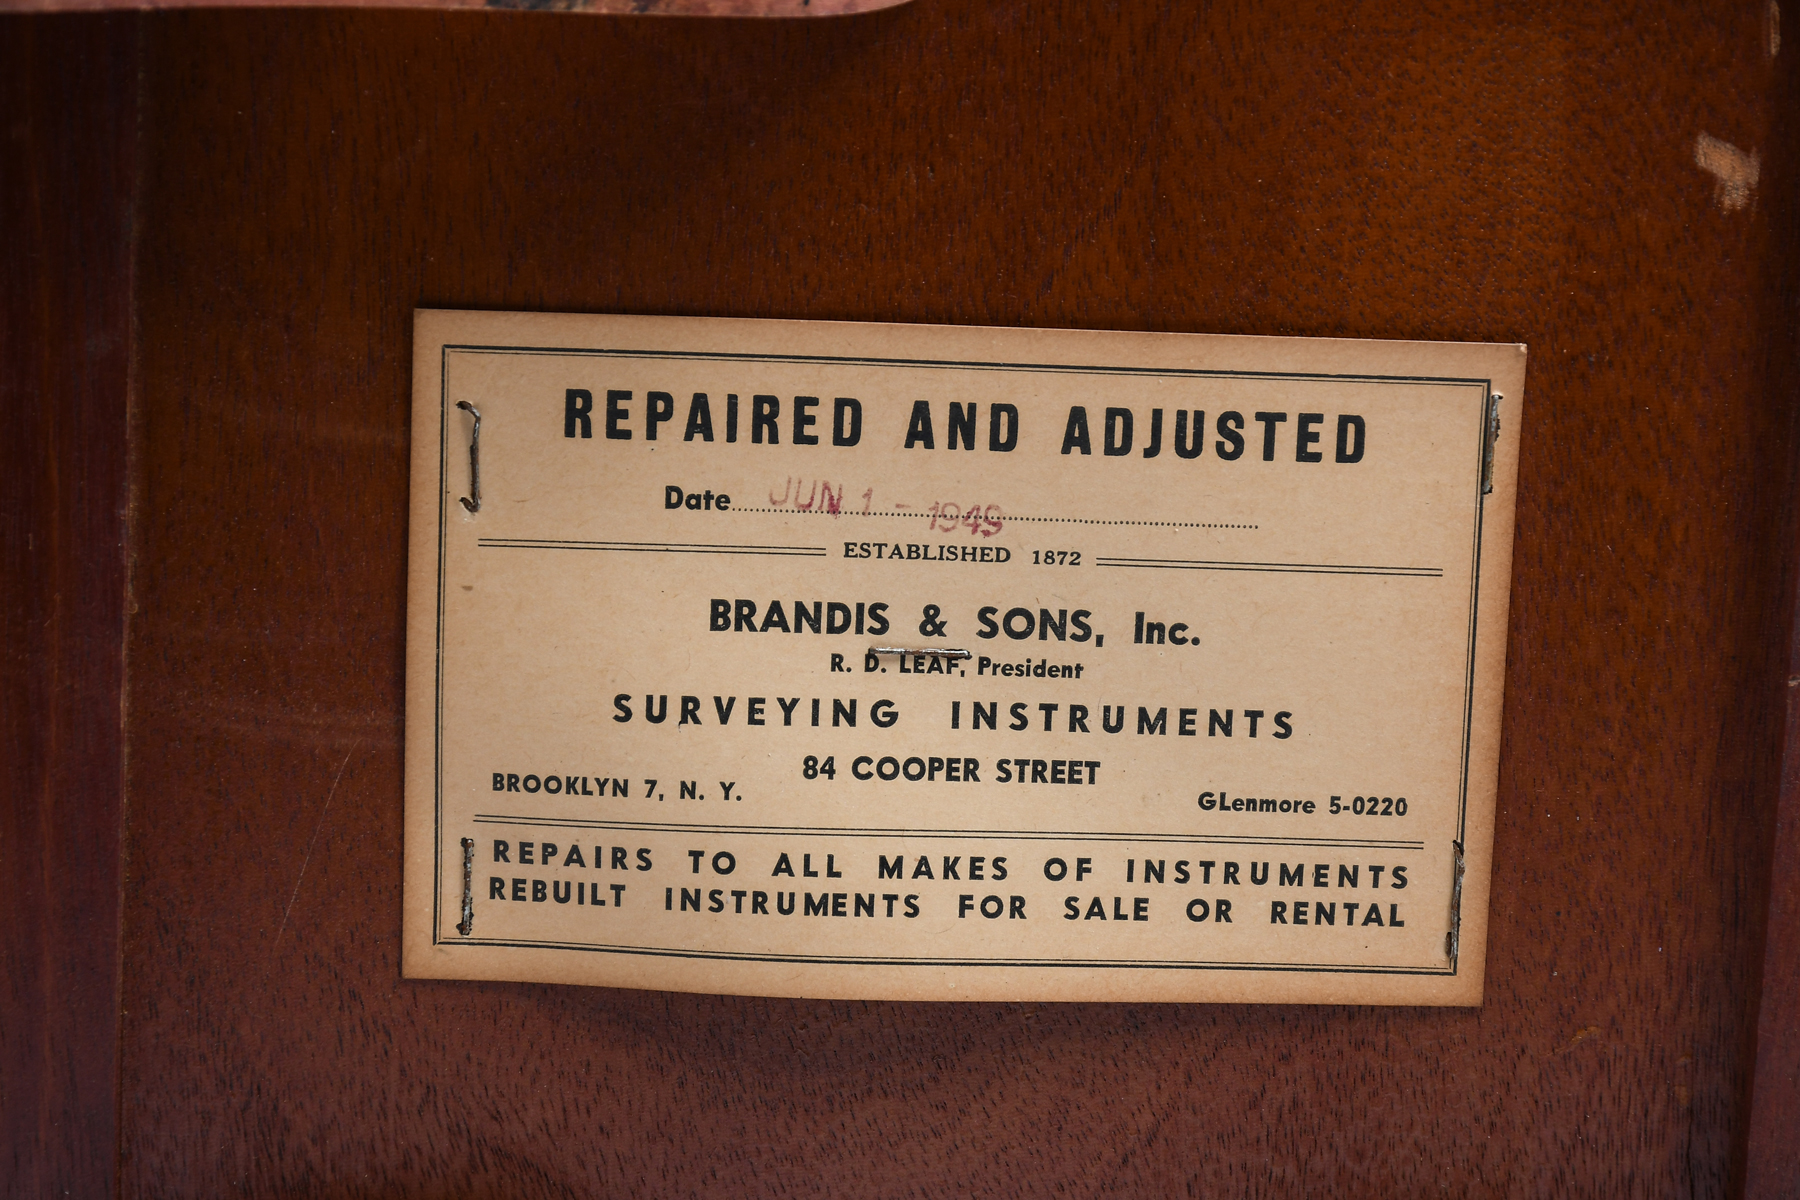 REPAIRED AND ADJUSTED
Date........ JUN 1 - 1949
ESTABLISHED 1872
BRANDIS & SONS, Inc.
R. D. LEAF, President
SURVEYING INSTRUMENTS
84 COOPER STREET
BROOKLYN 7, N. Y. GLenmore 5-0220
REPAIRS TO ALL MAKES OF INSTRUMENTS
REBUILT INSTRUMENTS FOR SALE OR RENTAL